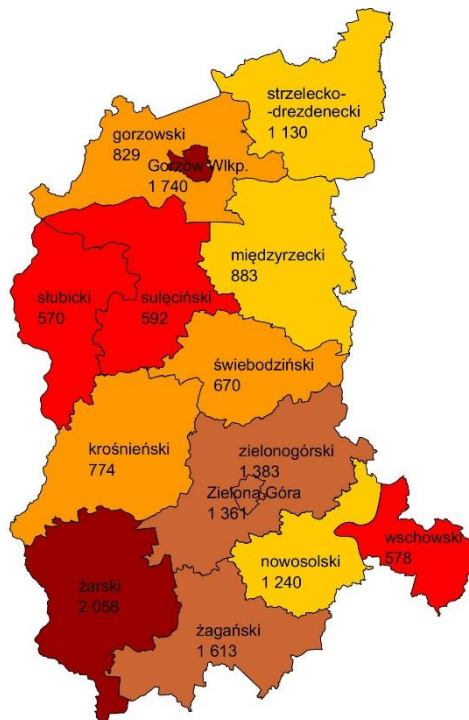 strzelecko-
-drezdenecki
1 130
gorzowski
829
Gorzów Wlkp.
1 740
międzyrzecki
883
słubicki
570
sulęciński
592
świebodziński
670
krośnieński
774
zielonogórski
1 383
Zielona Góra
1 361
wschowski
578
nowosolski
1 240
żarski
2 058
żagański
1 613